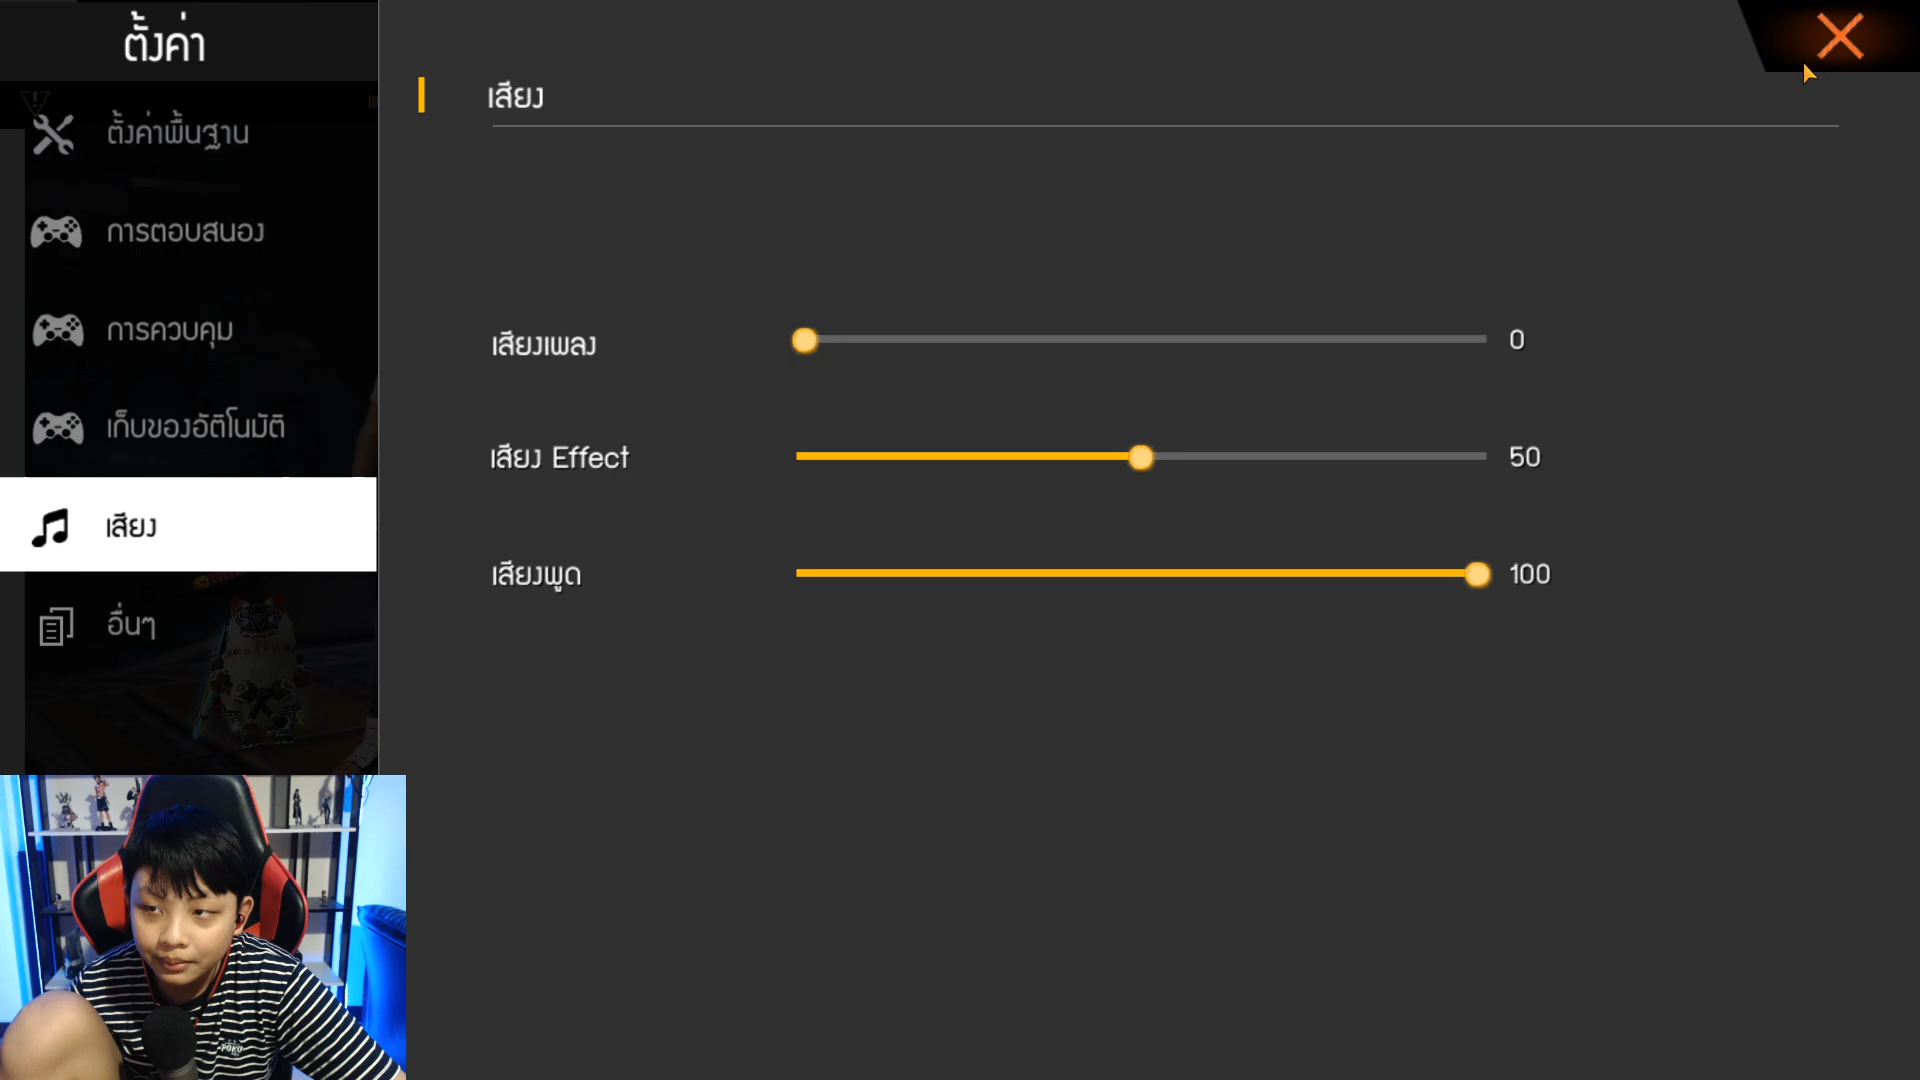 ตั้งค่า
ตั้งค่าพื้นฐาน
การตอบสนอง
การควบคุม
เก็บของอัติโนมัติ
เสียง
อื่นๆ
เสียง
เสียงเพลง 0
เสียง Effect 50
เสียงพูด 100